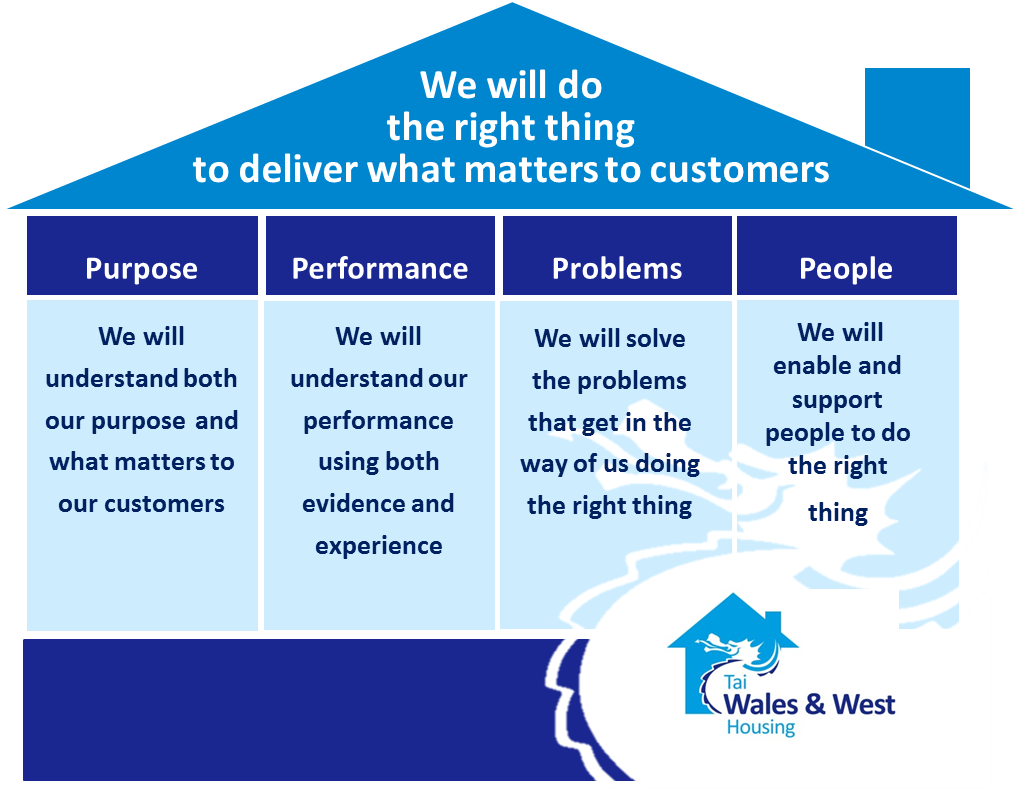 We will do
the right thing
to deliver what matters to customers
Purpose
We will
understand both
our purpose and
what matters to
our customers
Performance
We will
understand our
performance
using both
evidence and
experience
Problems
We will solve
the problems
that get in the
way of us doing
the right thing
People
We will
enable and
support
people to do
the right
thing
Tai
Wales & West
Housing